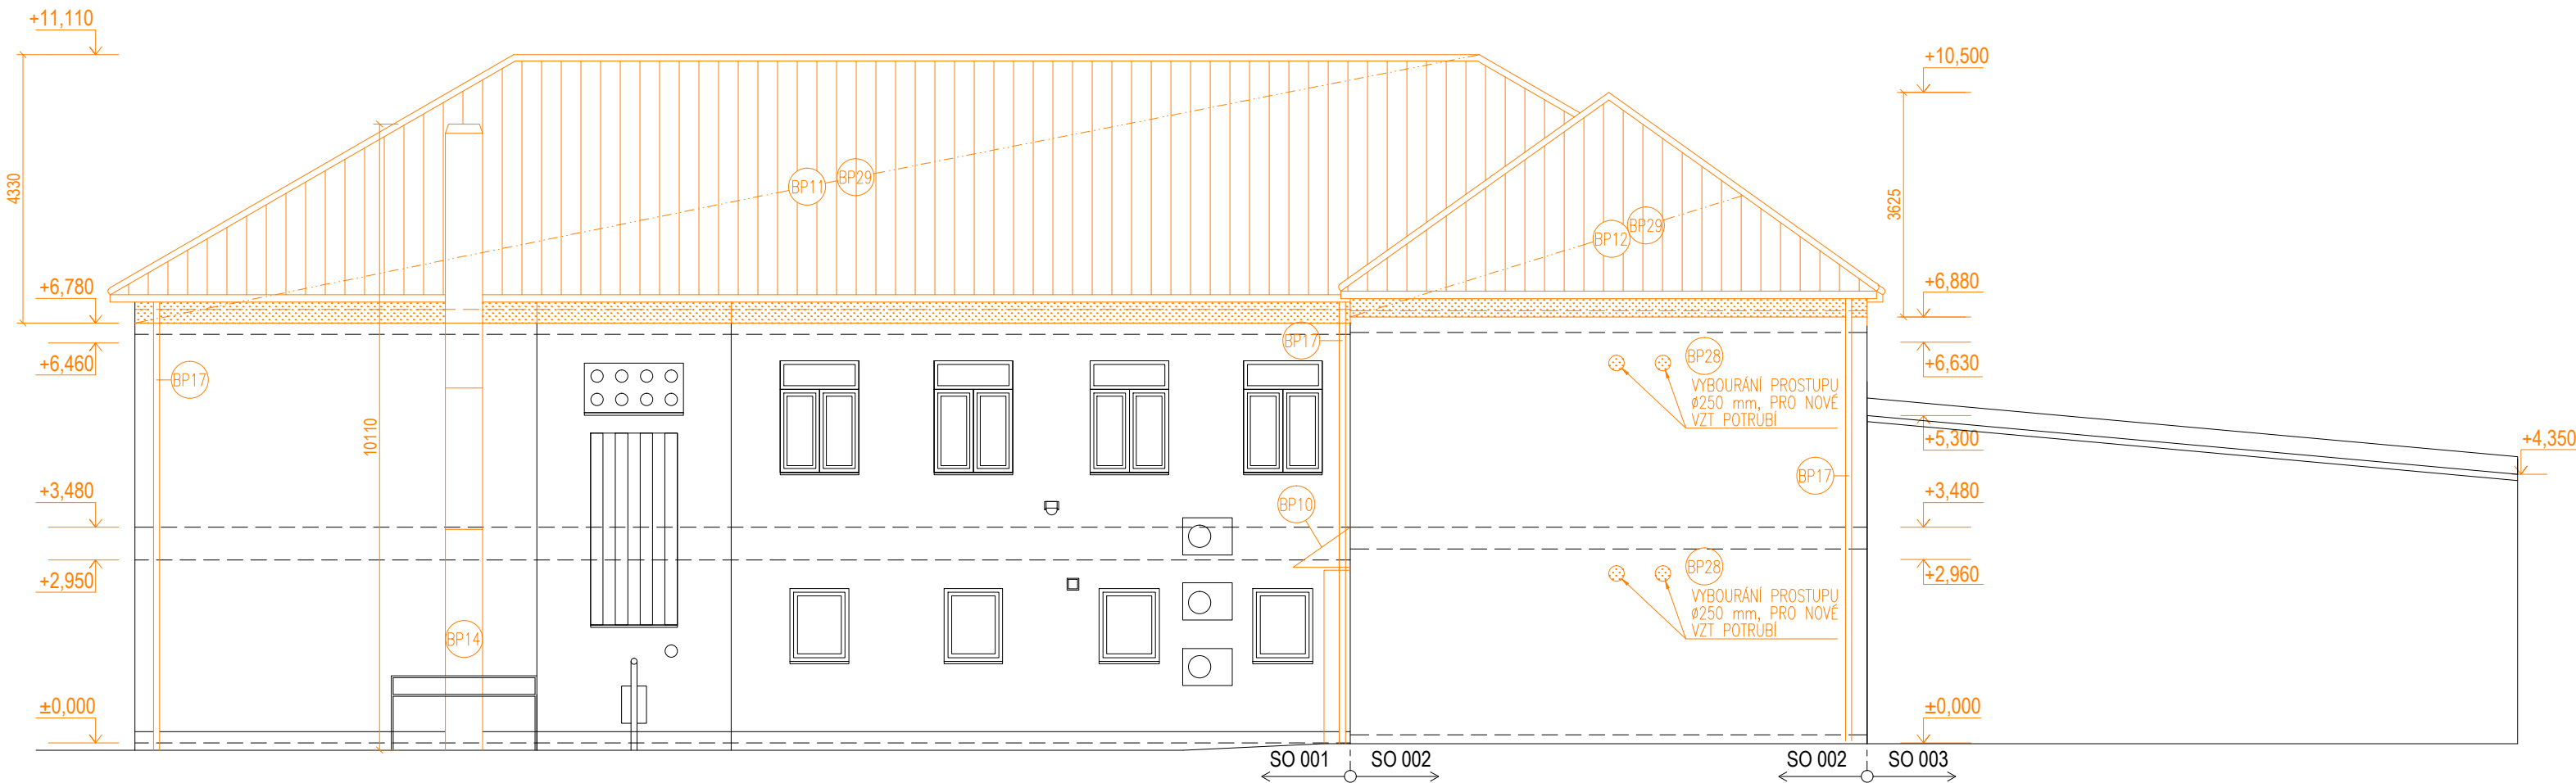 +11,110
+10,500
4330
3625
BP11
BP29
BP12
BP29
+6,780
+6,880
+6,460
+6,630
BP17
BP17
BP28
VYBOURÁNÍ PROSTUPU
ø250 mm, PRO NOVÉ
VZT POTRUBÍ
10110
+5,300
+4,350
BP17
+3,480
BP10
+3,480
+2,950
BP28
+2,960
VYBOURÁNÍ PROSTUPU
ø250 mm, PRO NOVÉ
VZT POTRUBÍ
BP14
±0,000
±0,000
SO 001
SO 002
SO 002
SO 003